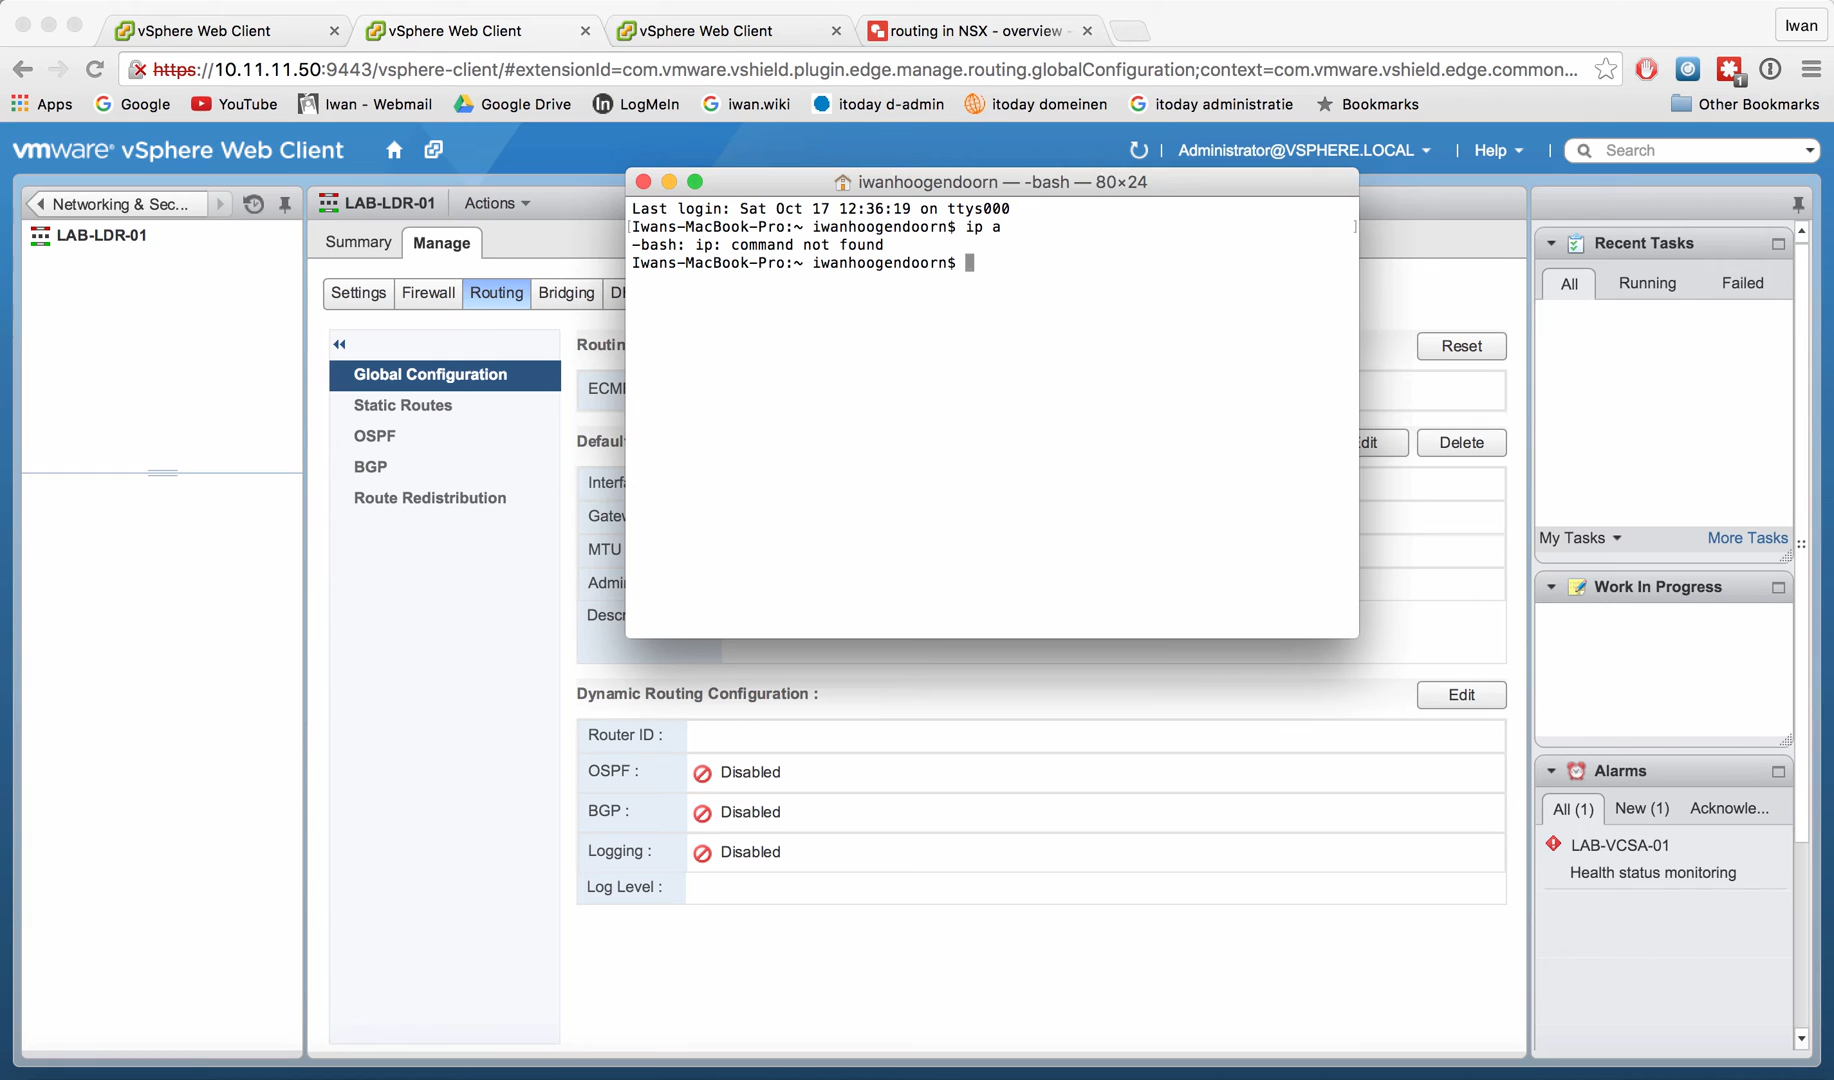 vSphere Web Client
vSphere Web Client
vSphere Web Client
routing in NSX - overview -
Iwan
https://10.11.11.50:9443/vsphere-client/#extensionId=com.vmware.vshield.plugin.edge.manage.routing.globalConfiguration;context=com.vmware.vshield.edge.common...
Apps
Google
YouTube
Iwan - Webmail
Google Drive
LogMeIn
iwan.wiki
itoday d-admin
itoday domeinen
itoday administratie
Bookmarks
Other Bookmarks
vmware® vSphere Web Client
Administrator@VSPHERE.LOCAL
Help
Search
Networking & Sec...
LAB-LDR-01
LAB-LDR-01
Actions
Summary
Manage
Settings
Firewall
Routing
Bridging
Global Configuration
Static Routes
OSPF
BGP
Route Redistribution
iwanhoogendoorn — -bash — 80×24
Last login: Sat Oct 17 12:36:19 on ttys000
[Iwans-MacBook-Pro:~ iwanhoogendoorn$ ip a ]
-bash: ip: command not found
Iwans-MacBook-Pro:~ iwanhoogendoorn$
Reset
Delete
MTU
Dynamic Routing Configuration :
Edit
Router ID :
OSPF : Disabled
BGP : Disabled
Logging : Disabled
Log Level :
Recent Tasks
All
Running
Failed
My Tasks
More Tasks
Work In Progress
Alarms
All (1)
New (1)
Acknowle...
LAB-VCSA-01
Health status monitoring
1